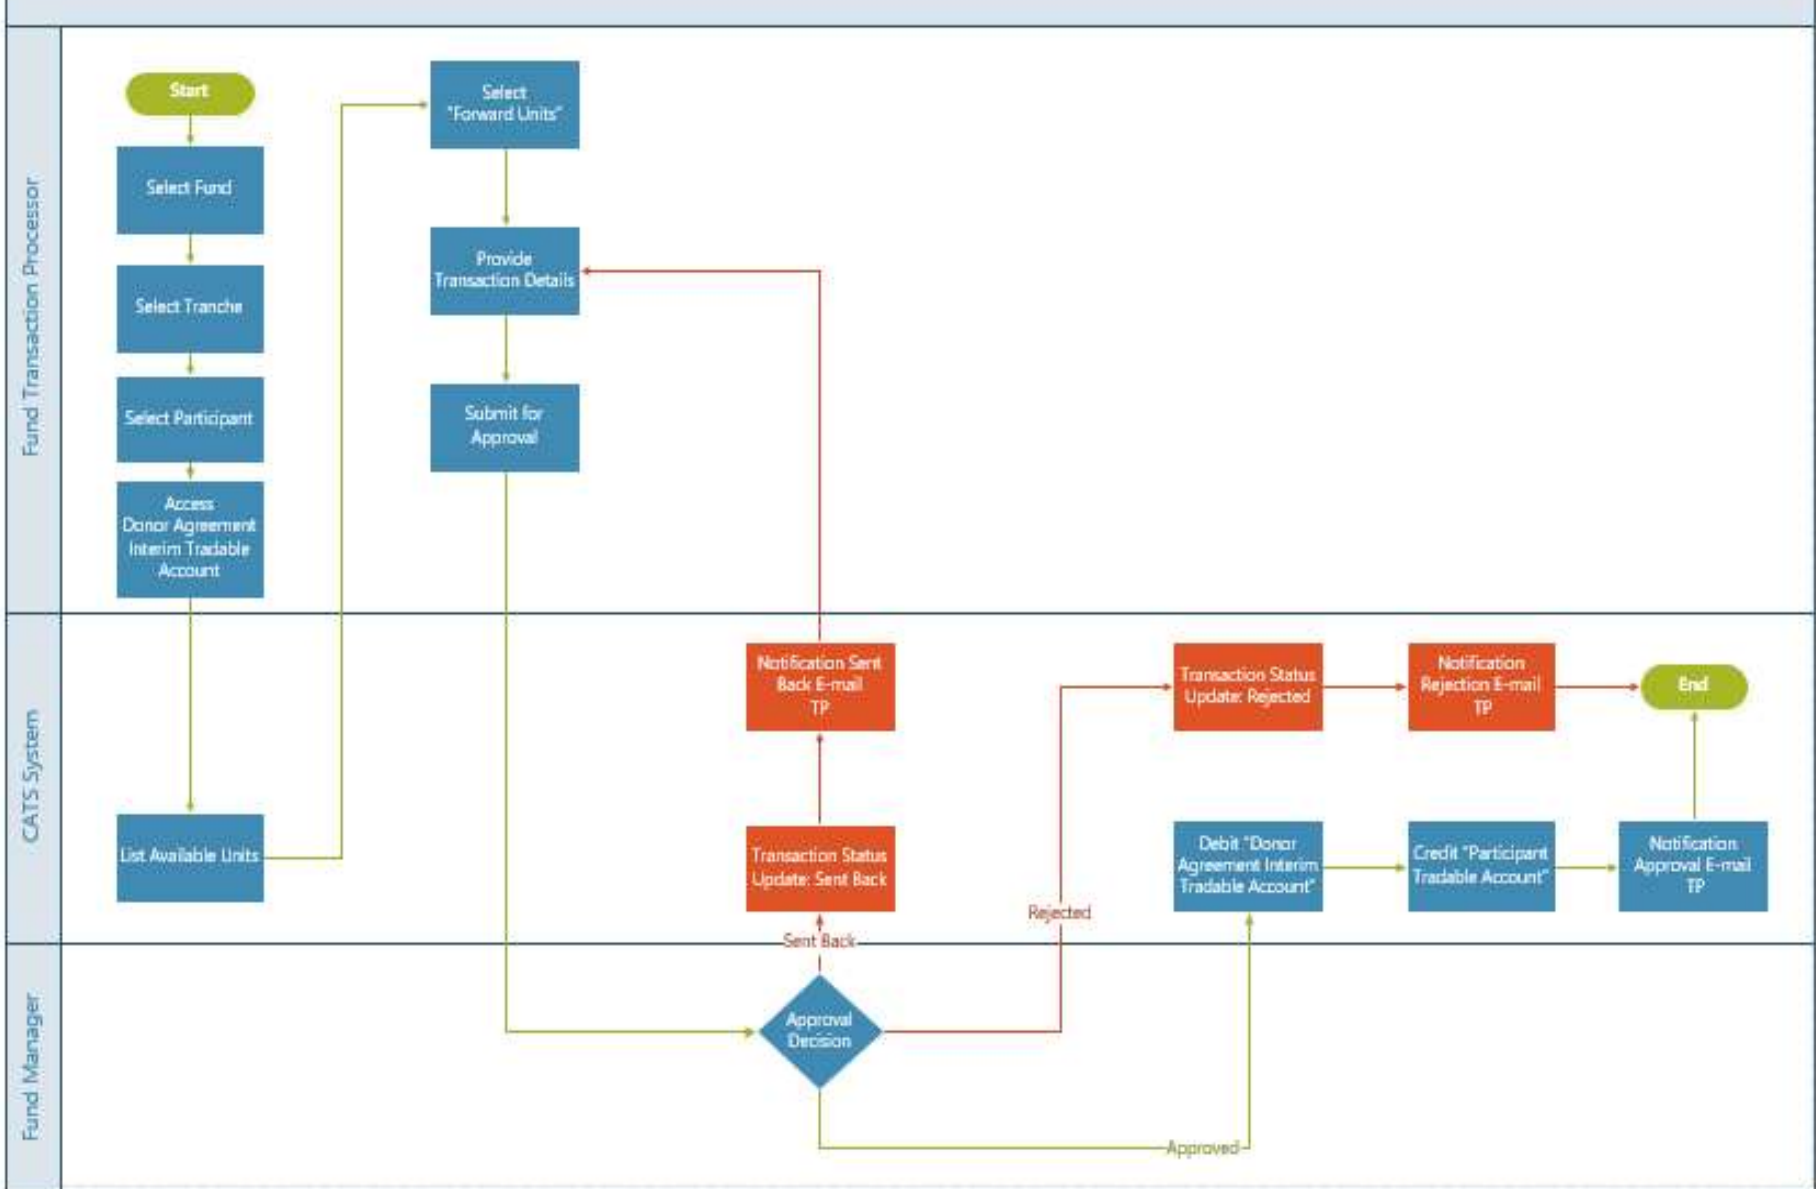 Fund Transaction Processor
Start
Select Fund
Select Tranche
Select Participant
Access
Donor Agreement
Interim Tradable
Account
Select
"Forward Units"
Provide
Transaction Details
Submit for
Approval
CATS System
List Available Units
Notification Sent
Back E-mail
TP
Transaction Status
Update: Sent Back
Sent Back
Transaction Status
Update: Rejected
Notification
Rejection E-mail
TP
End
Rejected
Debit "Donor
Agreement Interim
Tradable Account"
Credit "Participant
Tradable Account"
Notification
Approval E-mail
TP
Fund Manager
Approval
Decision
Approved